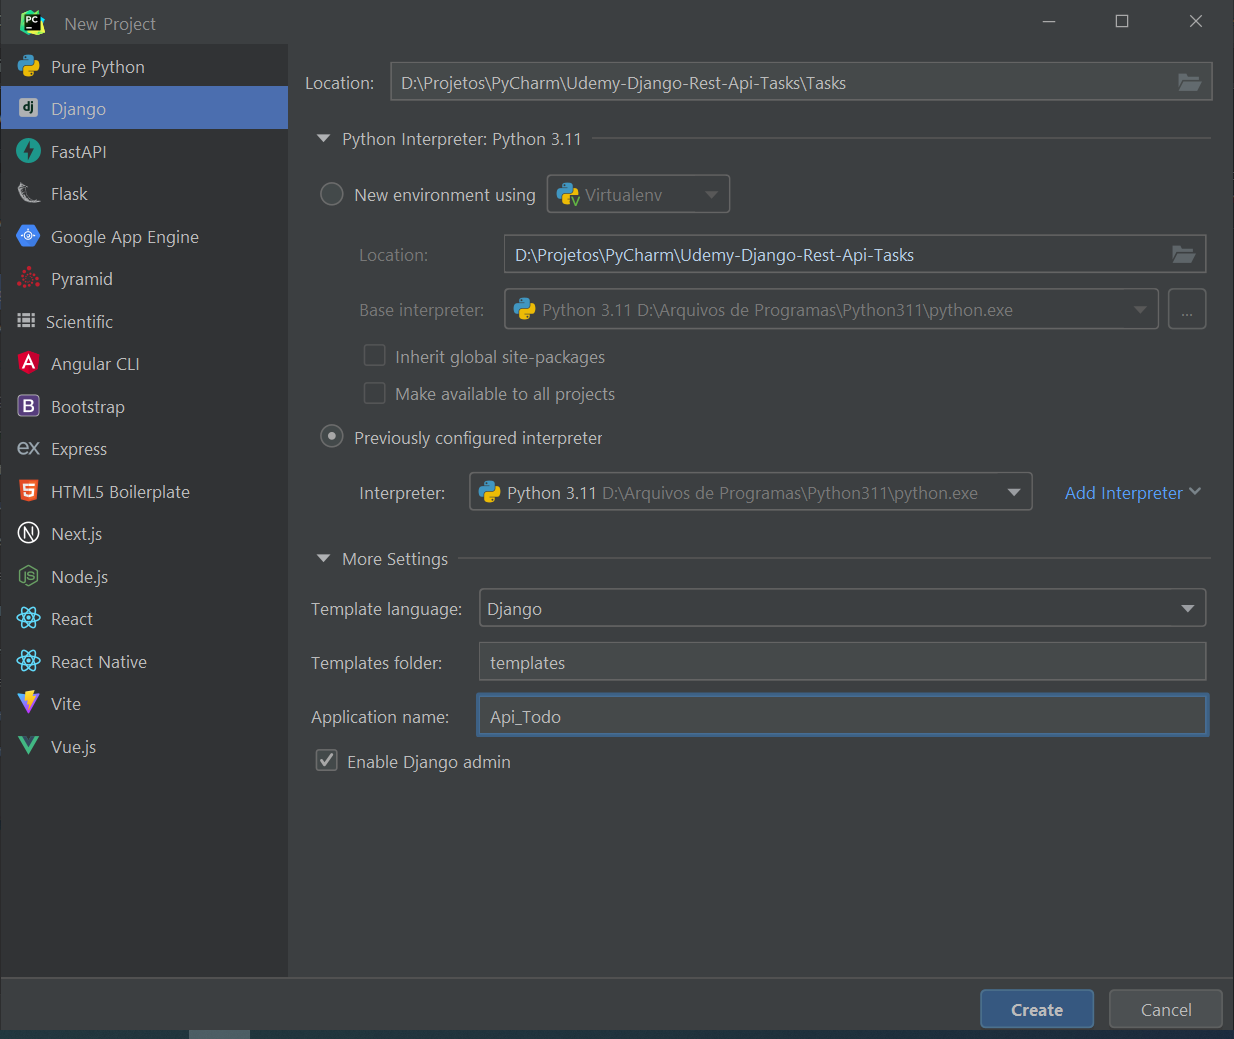 New Project
Pure Python
Django
FastAPI
Flask
Google App Engine
Pyramid
Scientific
Angular CLI
Bootstrap
Express
HTML5 Boilerplate
Next.js
Node.js
React
React Native
Vite
Vue.js
Location: D:\Projetos\PyCharm\Udemy-Django-Rest-Api-Tasks\Tasks
Python Interpreter: Python 3.11
New environment using Virtualenv
Location: D:\Projetos\PyCharm\Udemy-Django-Rest-Api-Tasks
Base interpreter: Python 3.11 D:\Arquivos de Programas\Python311\python.exe ...
Inherit global site-packages
Make available to all projects
Previously configured interpreter
Interpreter: Python 3.11 D:\Arquivos de Programas\Python311\python.exe Add Interpreter
More Settings
Template language: Django
Templates folder: templates
Application name: Api_Todo
Enable Django admin
Create Cancel